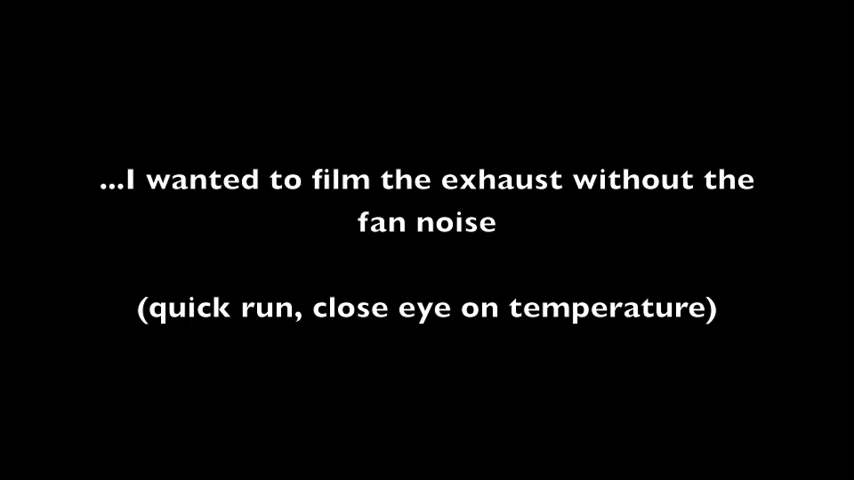 ...I wanted to film the exhaust without the
fan noise
(quick run, close eye on temperature)